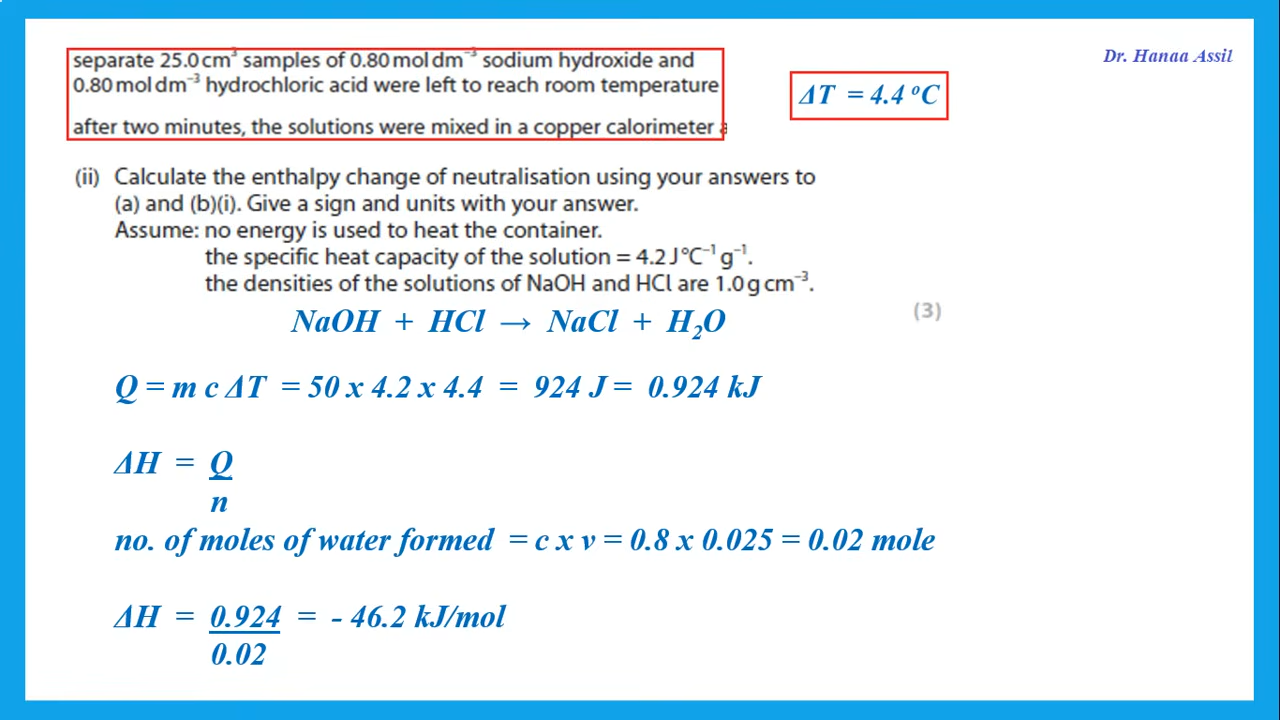 separate 25.0 cm³ samples of 0.80 mol dm⁻³ sodium hydroxide and
0.80 mol dm⁻³ hydrochloric acid were left to reach room temperature
after two minutes, the solutions were mixed in a copper calorimeter
Dr. Hanaa Assil
ΔT = 4.4 °C
(ii) Calculate the enthalpy change of neutralisation using your answers to
(a) and (b)(i). Give a sign and units with your answer.
Assume: no energy is used to heat the container.
the specific heat capacity of the solution = 4.2 J °C⁻¹ g⁻¹.
the densities of the solutions of NaOH and HCl are 1.0 g cm⁻³.
(3)
NaOH + HCl → NaCl + H₂O
Q = m c ΔT = 50 x 4.2 x 4.4 = 924 J = 0.924 kJ
ΔH = Q
n
no. of moles of water formed = c x v = 0.8 x 0.025 = 0.02 mole
ΔH = 0.924 = - 46.2 kJ/mol
0.02